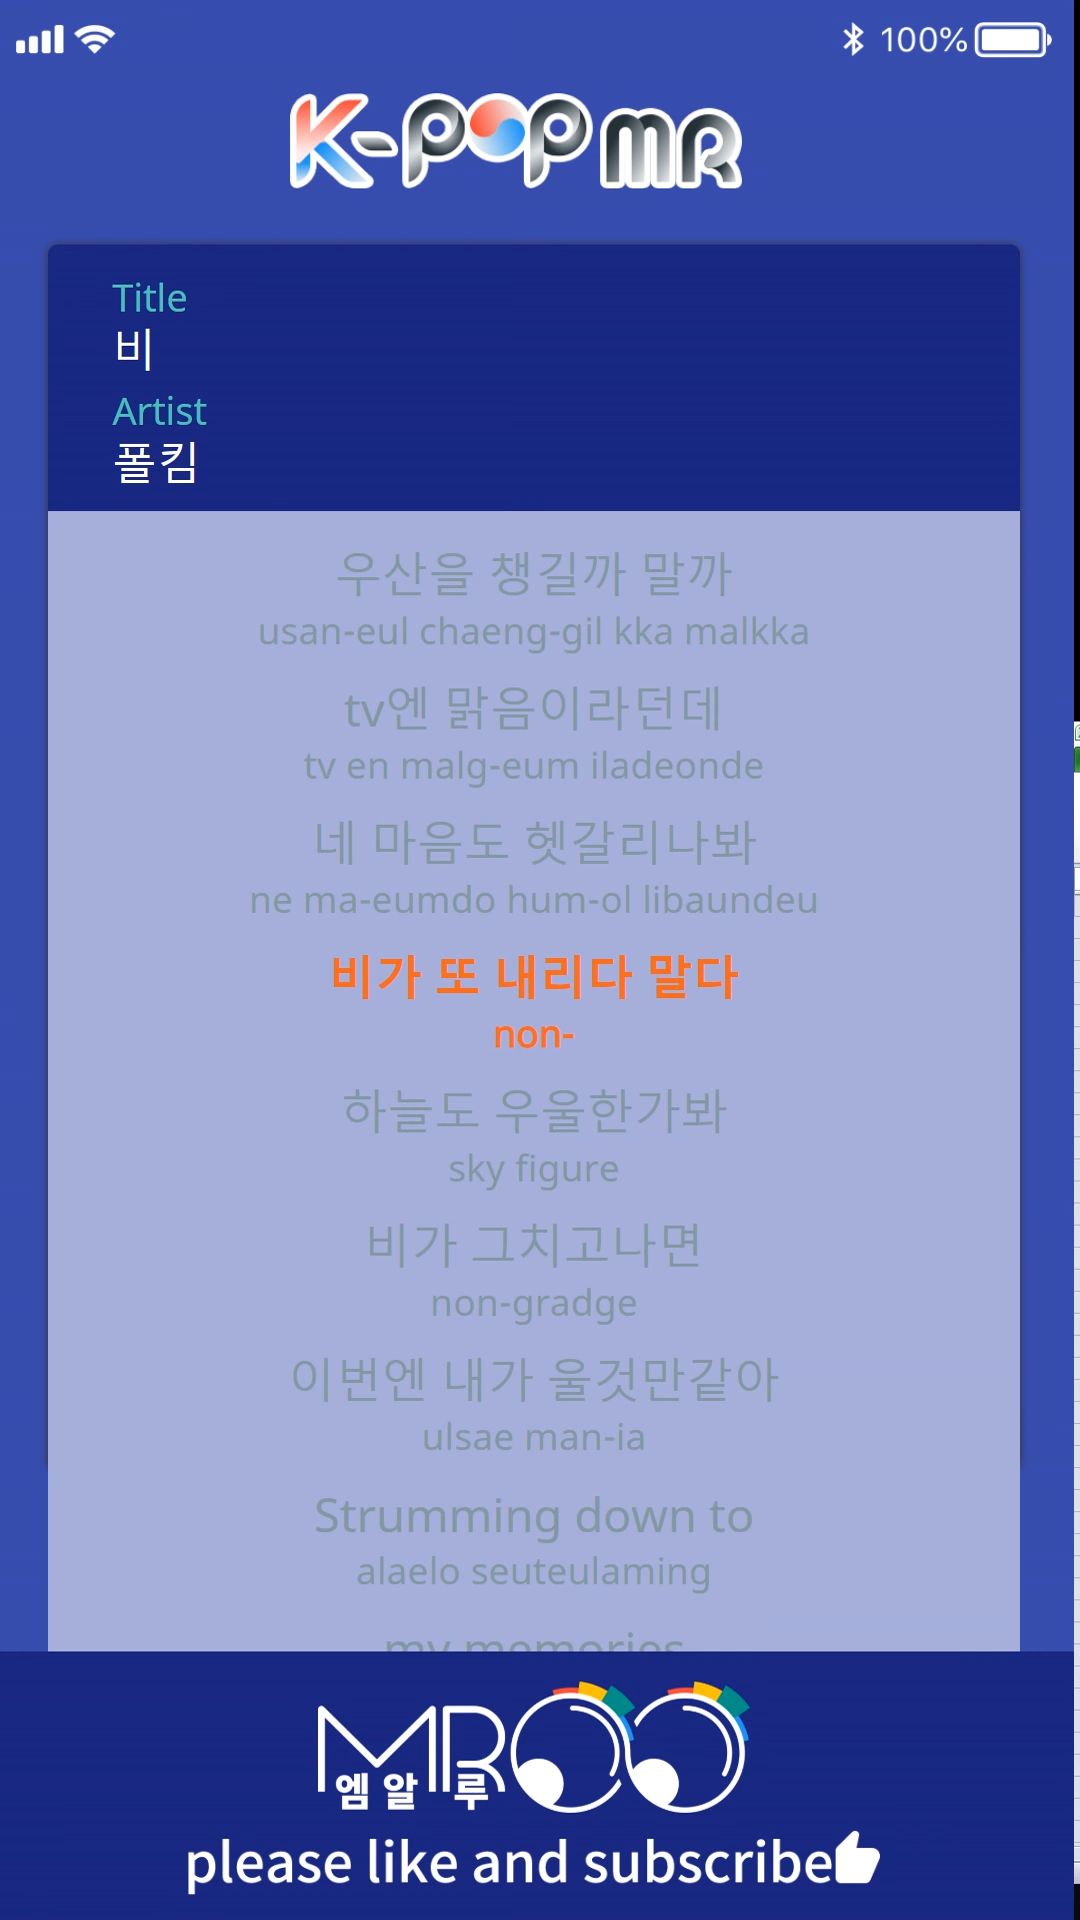 100%
K-POP MR
Title
비
Artist
폴킴
우산을 챙길까 말까
usan-eul chaeng-gil kka malkka
tv엔 맑음이라던데
tv en malg-eum iladeonde
네 마음도 헷갈리나봐
ne ma-eumdo hum-ol libaundeu
비가 또 내리다 말다
non-
하늘도 우울한가봐
sky figure
비가 그치고나면
non-gradge
이번엔 내가 울것만같아
ulsae man-ia
Strumming down to
alaelo seuteulaming
my memories
MROO
엠알루
please like and subscribe